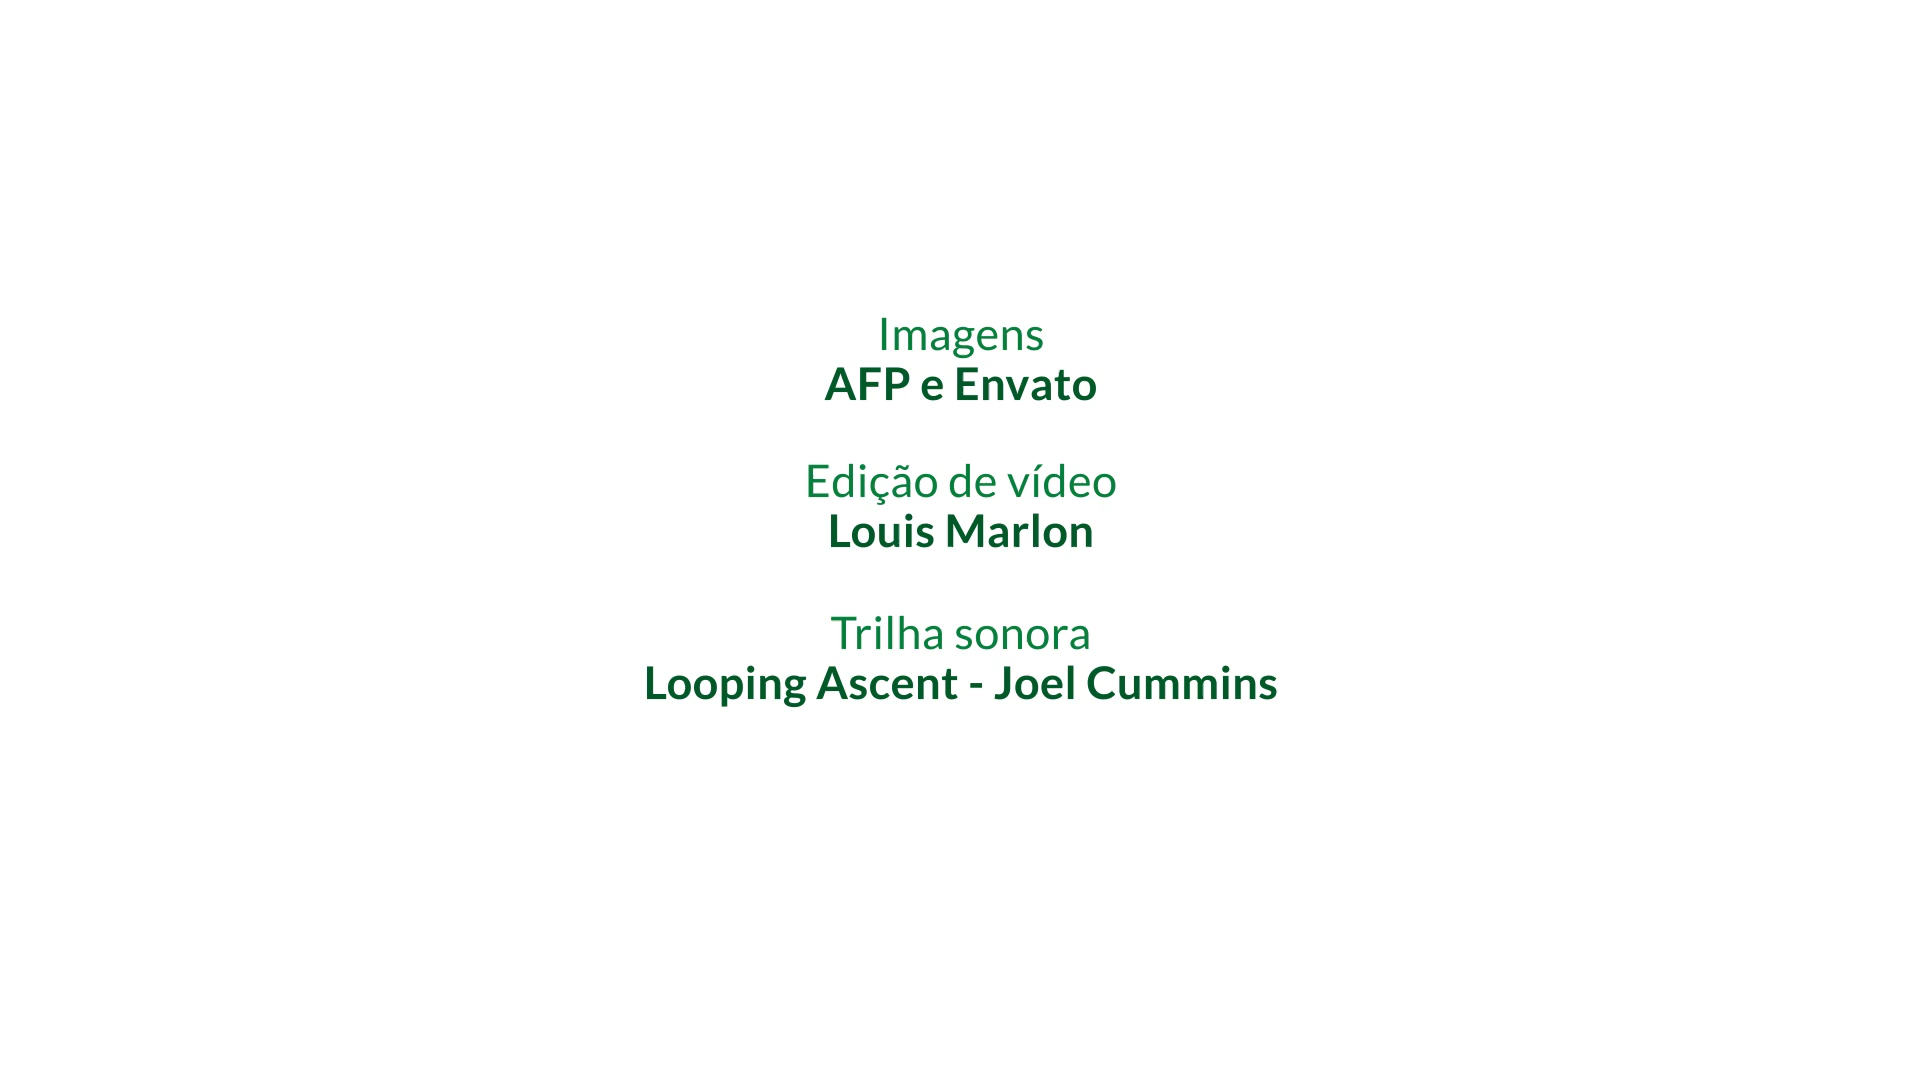 Imagens
AFP e Envato
Edição de vídeo
Louis Marlon
Trilha sonora
Looping Ascent - Joel Cummins